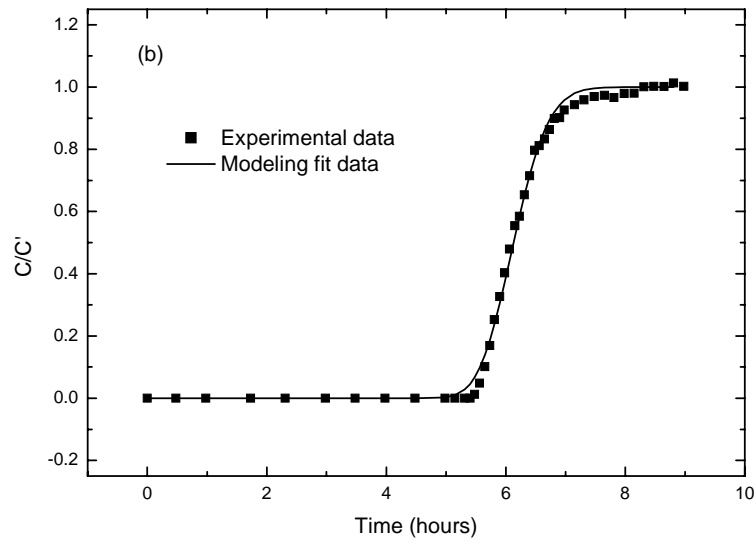 1.2
(b)
1.0
Experimental data
Modeling fit data
0.8
0.6
C/C'
0.4
0.2
0.0
-0.2
0 2 4 6 8 10
Time (hours)